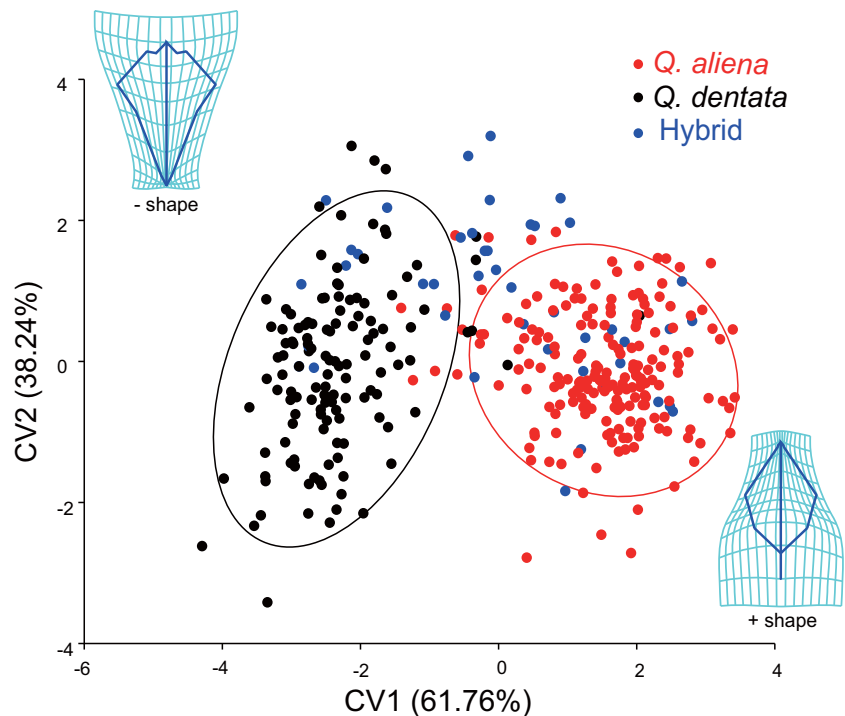 - shape
Q. aliena
Q. dentata
Hybrid
4
2
0
-2
-4
CV2 (38.24%)
+ shape
-6
-4
-2
0
2
4
CV1 (61.76%)